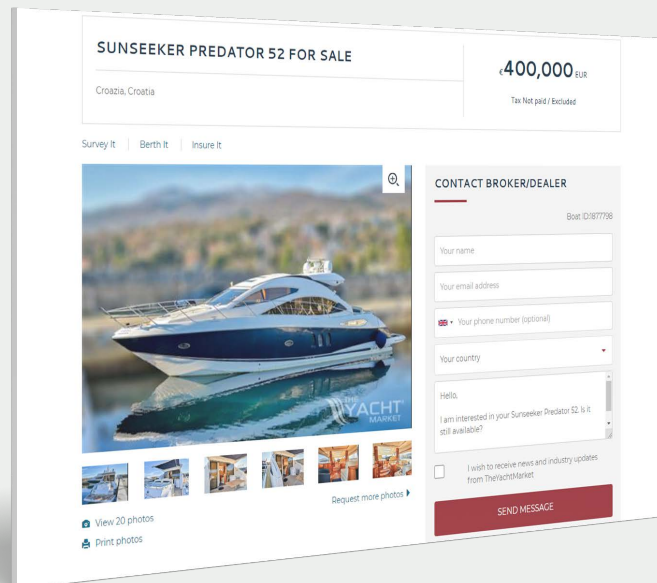 SUNSEEKER PREDATOR 52 FOR SALE
Croazia, Croatia
€400,000 EUR
Tax Not paid / Excluded
Survey It
Berth It
Insure It
THE
YACHT
MARKET
View 20 photos
Print photos
Request more photos
CONTACT BROKER/DEALER
Boat ID:1877798
Your name
Your email address
Your phone number (optional)
Your country
Hello,
I am interested in your Sunseeker Predator 52. Is it
still available?
I wish to receive news and industry updates
from TheYachtMarket
SEND MESSAGE